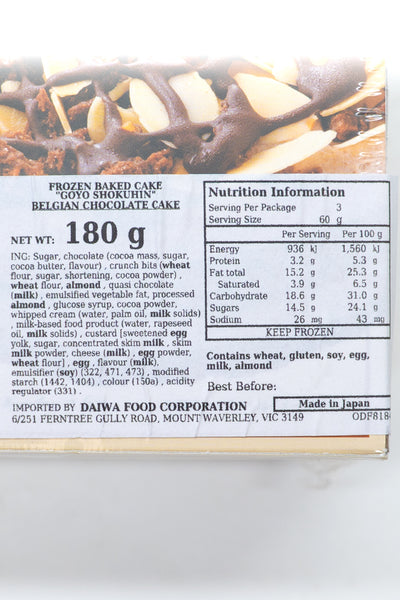 FROZEN BAKED CAKE
"GOYO SHOKUHIN"
BELGIAN CHOCOLATE CAKE
NET WT: 180 g
ING: Sugar, chocolate (cocoa mass, sugar,
cocoa butter, flavour) , crunch bits (wheat
flour, sugar, shortening, cocoa powder) ,
wheat flour, almond , quasi chocolate
(milk) , emulsified vegetable fat, processed
almond , glucose syrup, cocoa powder,
whipped cream (water, palm oil, milk solids)
, milk-based food product (water, rapeseed
oil, milk solids) , custard [sweetened egg
yolk, sugar, concentrated skim milk , skim
milk powder, cheese (milk) , egg powder,
wheat flour] , egg , flavour (milk),
emulsifier (soy) (322, 471, 473) , modified
starch (1442, 1404) , colour (150a) , acidity
regulator (331) .
Nutrition Information
Serving Per Package 3
Serving Size 60 g
Per Serving Per 100 g
Energy 936 kj 1,560 kj
Protein 3.2 g 5.3 g
Fat total 15.2 g 25.3 g
Saturated 3.9 g 6.5 g
Carbohydrate 18.6 g 31.0 g
Sugars 14.5 g 24.1 g
Sodium 26 mg 43 mg
KEEP FROZEN
Contains wheat, gluten, soy, egg,
milk, almond
Best Before:
IMPORTED BY DAIWA FOOD CORPORATION
Made in Japan
6/251 FERNTREE GULLY ROAD, MOUNT WAVERLEY, VIC 3149
ODF818